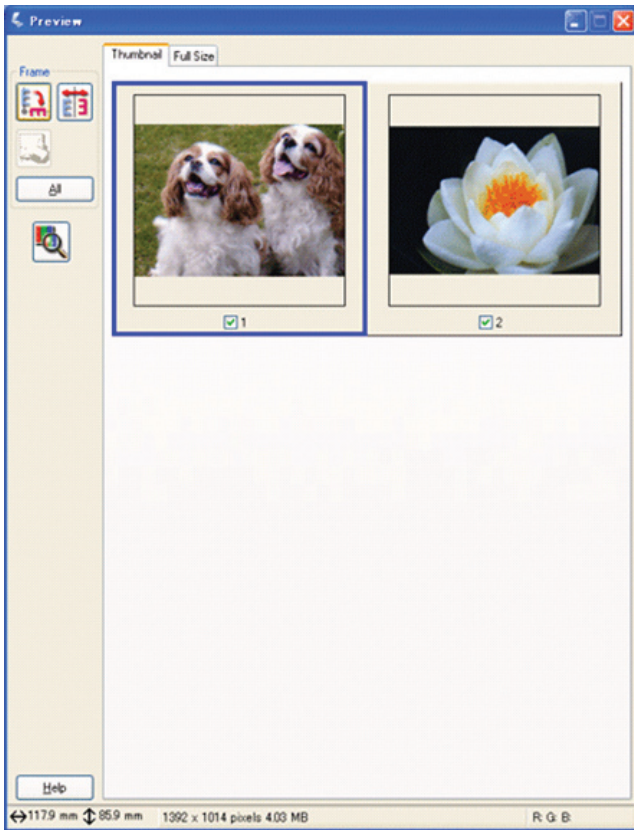 Preview
Thumbnail Full Size
Frame
All
1 2
Help
117.9 mm 85.9 mm 1392 x 1014 pixels 4.03 MB R: G: B: